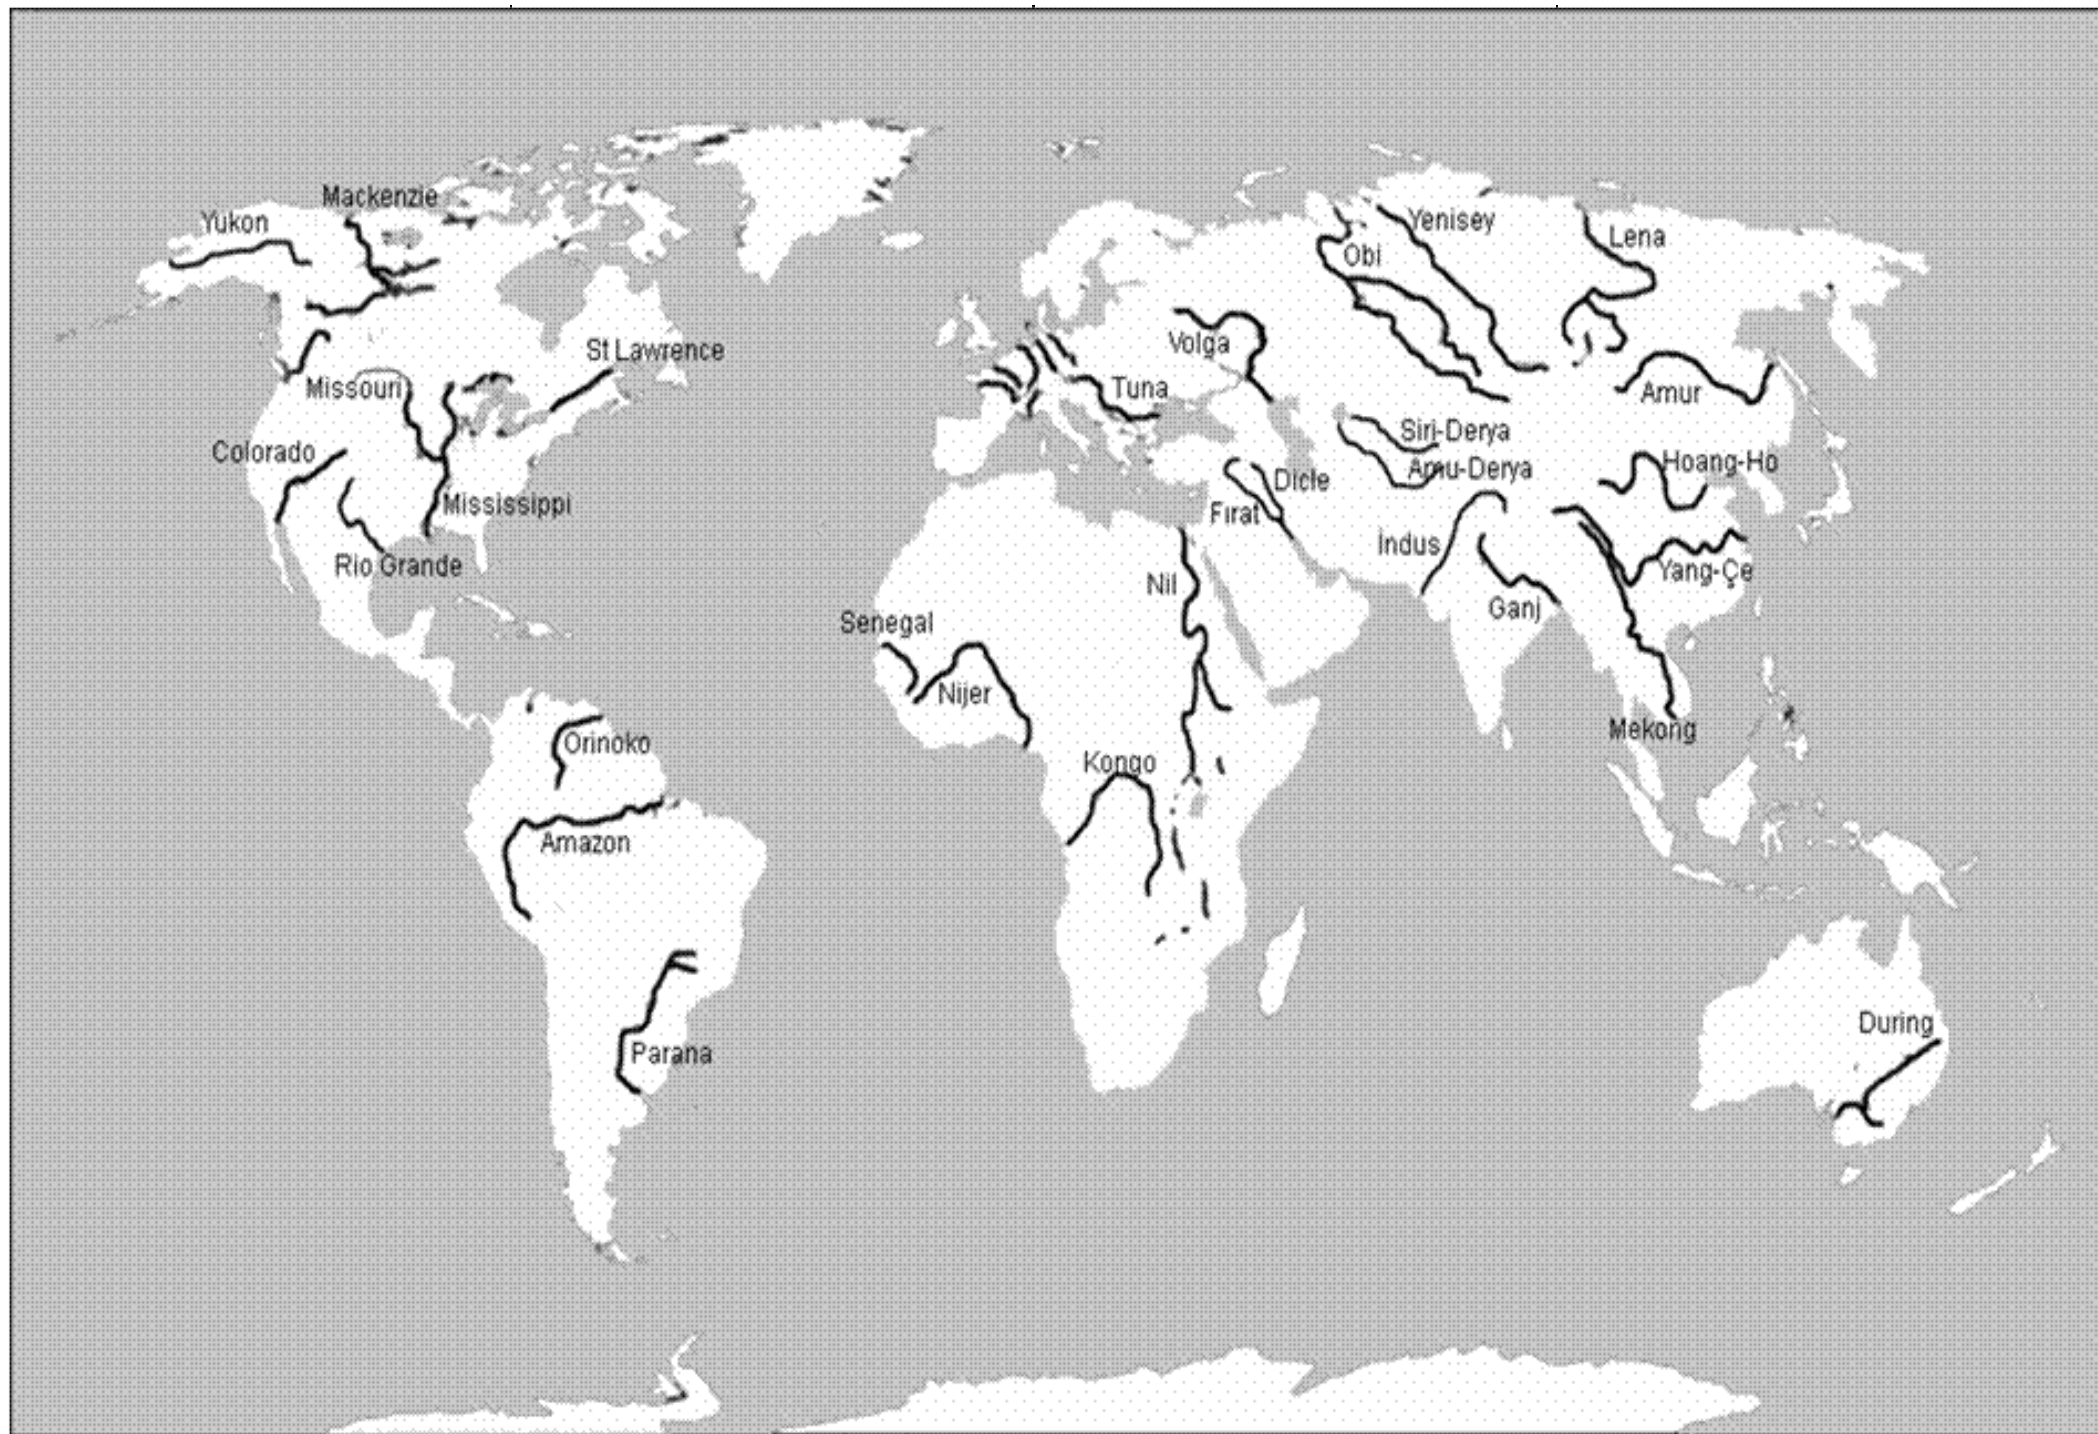 Mackenzie
Yukon
Yenisey
Lena
Obi
St Lawrence
Volga
Missouri
Tuna
Amur
Colorado
Siri-Derya
Amu-Derya
Hoang-Ho
Dicle
Mississippi
Fırat
İndus
Rio Grande
Yang-Çe
Nil
Ganj
Senegal
Nijer
Mekong
Orinoko
Kongo
Amazon
During
Parana